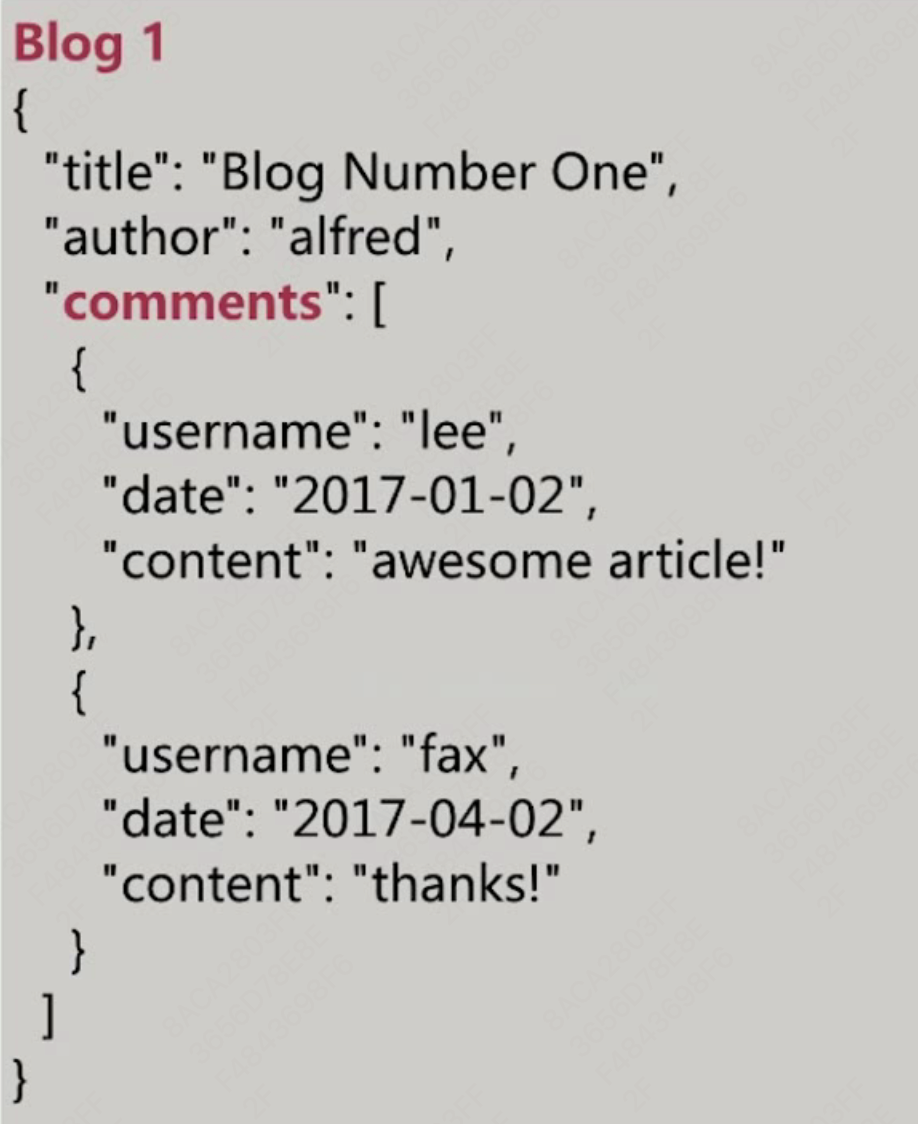 Blog 1
{
"title": "Blog Number One",
"author": "alfred",
"comments": [
{
"username": "lee",
"date": "2017-01-02",
"content": "awesome article!"
},
{
"username": "fax",
"date": "2017-04-02",
"content": "thanks!"
}
]
}